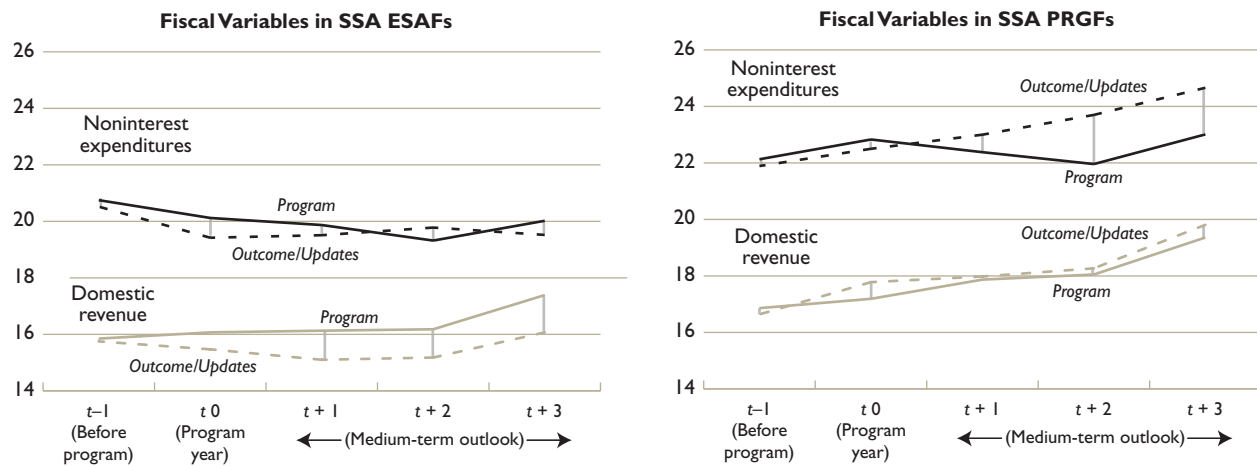 Fiscal Variables in SSA ESAFs
26
24
22
20
18
16
14
Noninterest
expenditures
Program
Outcome/Updates
Domestic
revenue
Program
Outcome/Updates
t–1
(Before
program)
t 0
(Program
year)
t + 1
t + 2
t + 3
(Medium-term outlook)
Fiscal Variables in SSA PRGFs
26
24
22
20
18
16
14
Noninterest
expenditures
Outcome/Updates
Program
Domestic
revenue
Outcome/Updates
Program
t–1
(Before
program)
t 0
(Program
year)
t + 1
t + 2
t + 3
(Medium-term outlook)